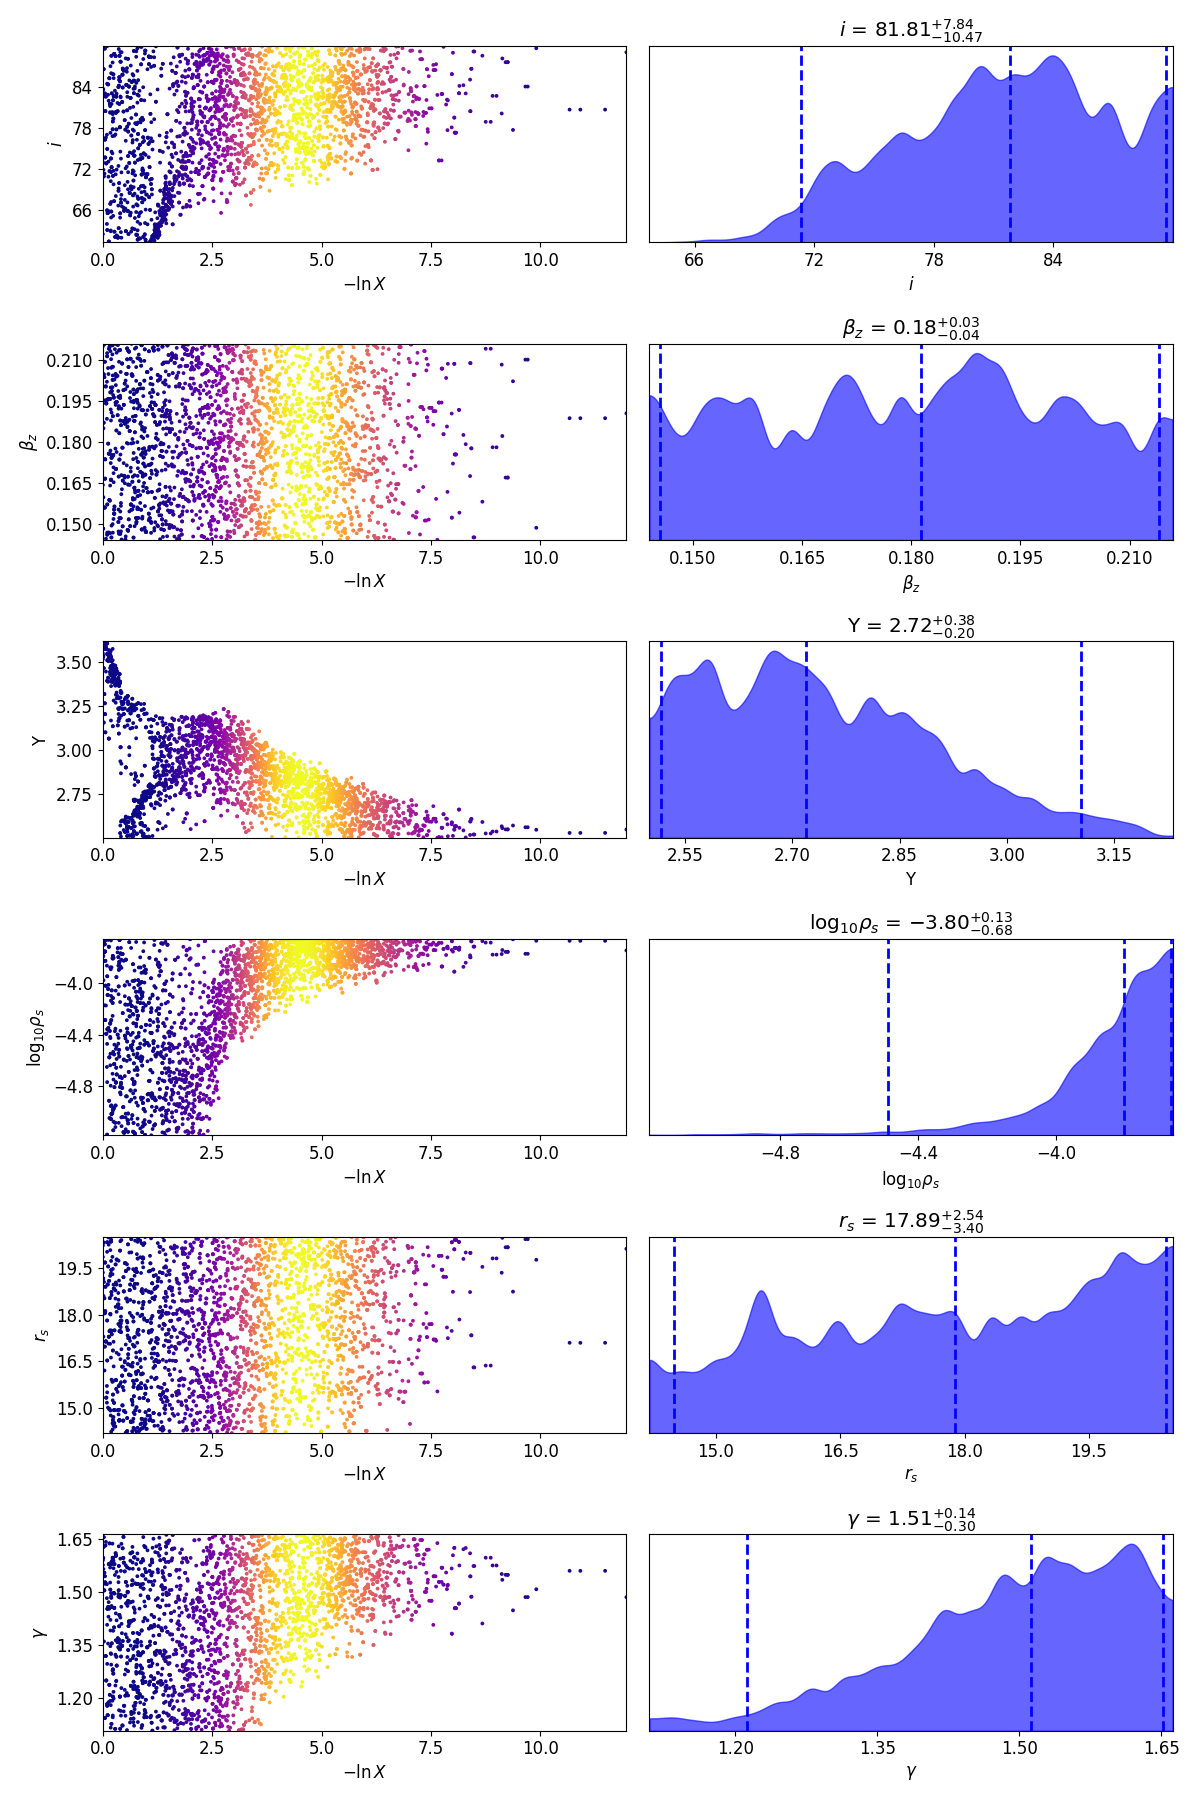 i = 81.81+7.84−10.47
84
78
72
66
i
0.0 2.5 5.0 7.5 10.0
66 72 78 84
−ln X
i
βz = 0.18+0.03−0.04
0.210
0.195
0.180
0.165
0.150
βz
0.0 2.5 5.0 7.5 10.0
0.150 0.165 0.180 0.195 0.210
−ln X
βz
Y = 2.72+0.38−0.20
3.50
3.25
3.00
2.75
Y
0.0 2.5 5.0 7.5 10.0
2.55 2.70 2.85 3.00 3.15
−ln X
Y
log10ρs = −3.80+0.13−0.68
−4.0
−4.4
−4.8
log10ρs
0.0 2.5 5.0 7.5 10.0
−4.8 −4.4 −4.0
−ln X
log10ρs
rs = 17.89+2.54−3.40
19.5
18.0
16.5
15.0
rs
0.0 2.5 5.0 7.5 10.0
15.0 16.5 18.0 19.5
−ln X
rs
γ = 1.51+0.14−0.30
1.65
1.50
1.35
1.20
γ
0.0 2.5 5.0 7.5 10.0
1.20 1.35 1.50 1.65
−ln X
γ